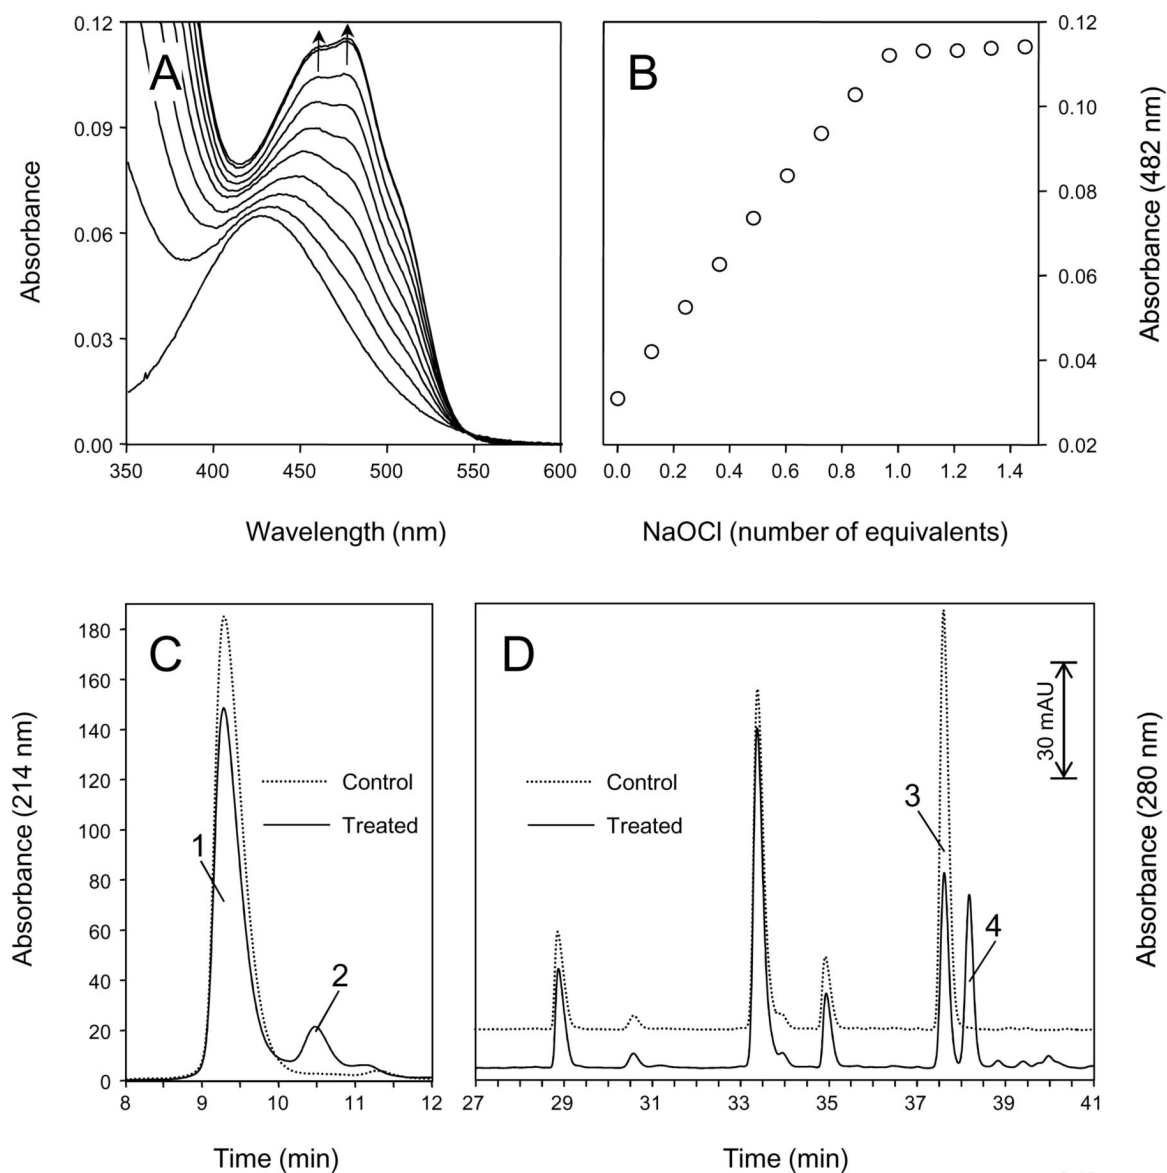 A
0.12
0.09
0.06
0.03
0.00
Absorbance
350 400 450 500 550 600
Wavelength (nm)
B
0.12
0.10
0.08
0.06
0.04
0.02
Absorbance (482 nm)
0.0 0.2 0.4 0.6 0.8 1.0 1.2 1.4
NaOCl (number of equivalents)
C
180
160
140
120
100
80
60
40
20
0
Absorbance (214 nm)
Control
Treated
1
2
8 9 10 11 12
Time (min)
D
30 mAU
Control
Treated
3
4
Absorbance (280 nm)
27 29 31 33 35 37 39 41
Time (min)